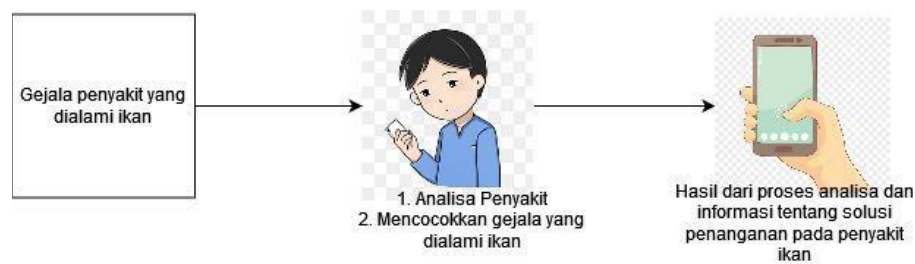 Gejala penyakit yang
dialami ikan
1. Analisa Penyakit
2. Mencocokkan gejala yang
dialami ikan
Hasil dari proses analisa dan
informasi tentang solusi
penanganan pada penyakit
ikan